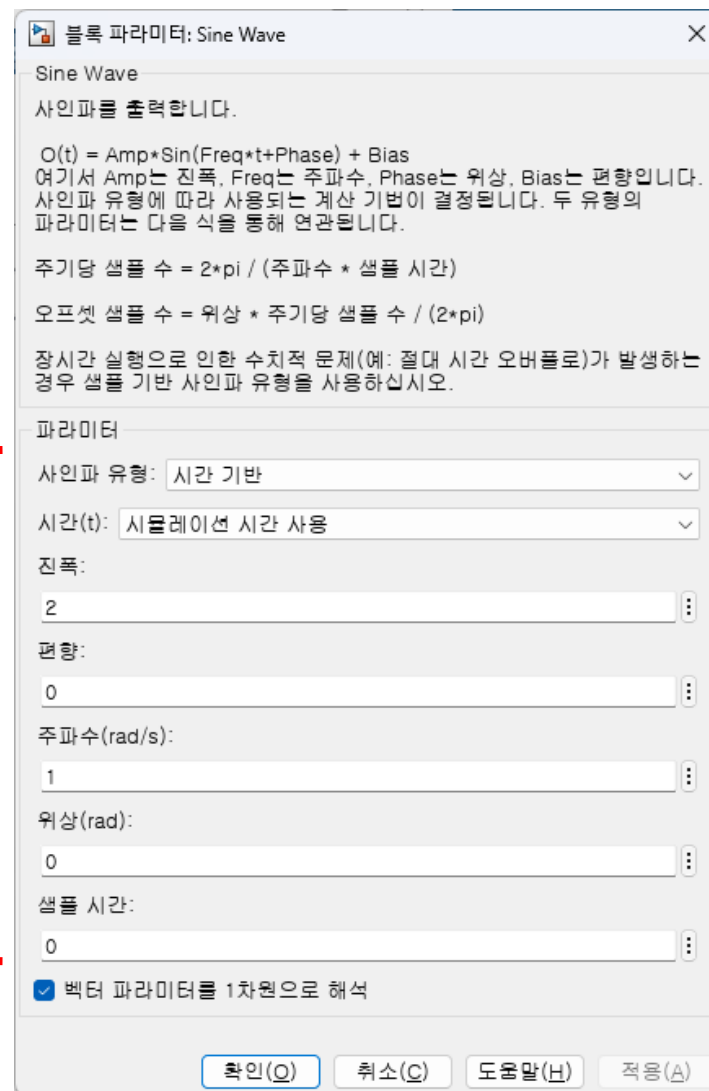 블록 파라미터: Sine Wave
Sine Wave
사인파를 출력합니다.
O(t) = Amp*Sin(Freq*t+Phase) + Bias
여기서 Amp는 진폭, Freq는 주파수, Phase는 위상, Bias는 편향입니다.
사인파 유형에 따라 사용되는 계산 기법이 결정됩니다. 두 유형의
파라미터는 다음 식을 통해 연관됩니다.
주기당 샘플 수 = 2*pi / (주파수 * 샘플 시간)
오프셋 샘플 수 = 위상 * 주기당 샘플 수 / (2*pi)
장시간 실행으로 인한 수치적 문제(예: 절대 시간 오버플로)가 발생하는
경우 샘플 기반 사인파 유형을 사용하십시오.
파라미터
사인파 유형: 시간 기반
시간(t): 시뮬레이션 시간 사용
진폭:
2
편향:
0
주파수(rad/s):
1
위상(rad):
0
샘플 시간:
0
벡터 파라미터를 1차원으로 해석
확인(O) 취소(C) 도움말(H) 적용(A)